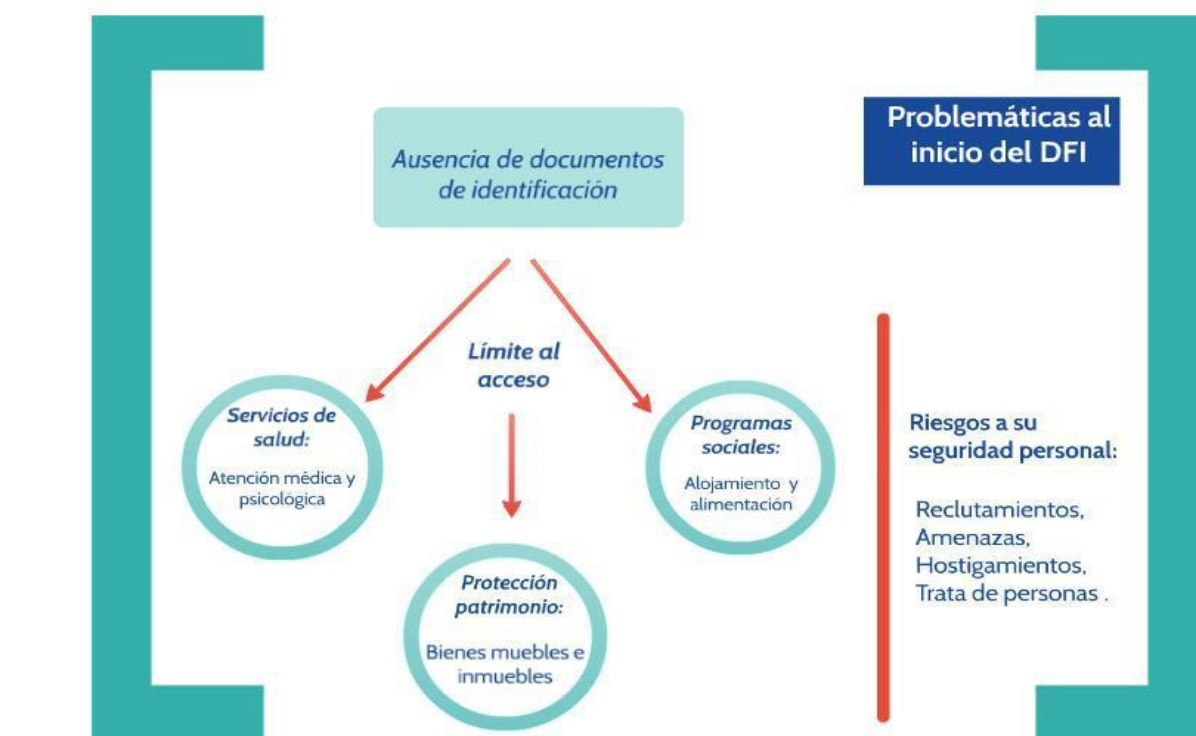 Problemáticas al
inicio del DFI
Ausencia de documentos
de identificación
Límite al
acceso
Servicios de
salud:
Atención médica y
psicológica
Protección
patrimonio:
Bienes muebles e
inmuebles
Programas
sociales:
Alojamiento y
alimentación
Riesgos a su
seguridad personal:
Reclutamientos,
Amenazas,
Hostigamientos,
Trata de personas .